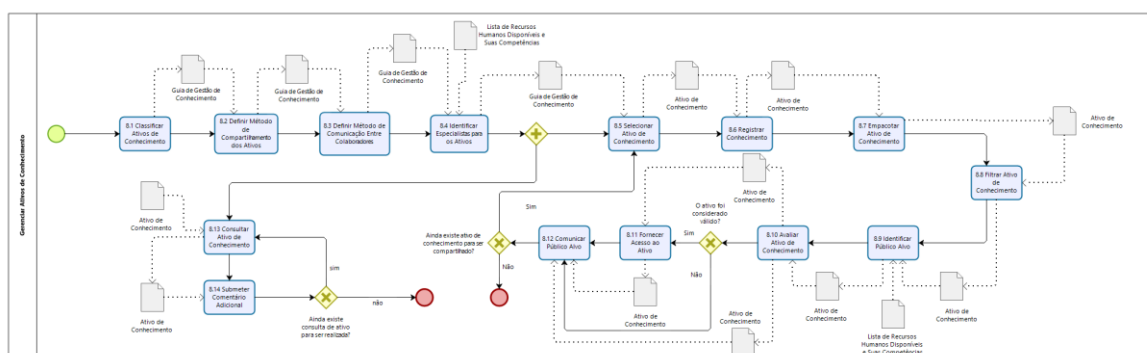 Gerenciar Ativos de Conhecimento
Lista de Recursos
Humanos Disponíveis e
Suas Competências
Guia de Gestão de
Conhecimento
Guia de Gestão de
Conhecimento
Guia de Gestão de
Conhecimento
Guia de Gestão de
Conhecimento
Ativo de
Conhecimento
Ativo de
Conhecimento
Ativo de
Conhecimento
8.1 Classificar
Ativos de
Conhecimento
8.2 Definir Método
de
Compartilhamento
dos Ativos
8.3 Definir Método de
Comunicação Entre
Colaboradores
8.4 Identificar
Especialistas para
os Ativos
8.5 Selecionar
Ativo de
Conhecimento
8.6 Registrar
Conhecimento
8.7 Empacotar
Ativo de
Conhecimento
8.8 Filtrar Ativo
de
Conhecimento
Ativo de
Conhecimento
O ativo foi
considerado
válido?
Sim
Ativo de
Conhecimento
8.13 Consultar
Ativo de
Conhecimento
Ainda existe ativo de
conhecimento para ser
compartilhado?
8.12 Comunicar
Público Alvo
8.11 Fornecer
Acesso ao
Ativo
Sim
8.10 Avaliar
Ativo de
Conhecimento
8.9 Identificar
Público Alvo
Não
Não
sim
8.14 Submeter
Comentário
Adicional
não
Ativo de
Conhecimento
Ainda existe
consulta de ativo
para ser realizada?
Ativo de
Conhecimento
Ativo de
Conhecimento
Ativo de
Conhecimento
Ativo de
Conhecimento
Lista de Recursos
Humanos Disponíveis
e Suas Competências